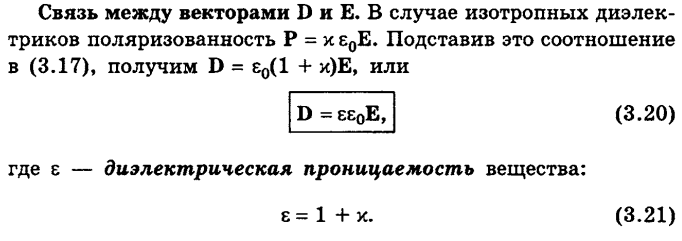 Связь между векторами D и E. В случае изотропных диэлек-
триков поляризованность P = ϰε₀E. Подставив это соотношение
в (3.17), получим D = ε₀(1 + ϰ)E, или
D = εε₀E, (3.20)
где ε — диэлектрическая проницаемость вещества:
ε = 1 + ϰ. (3.21)